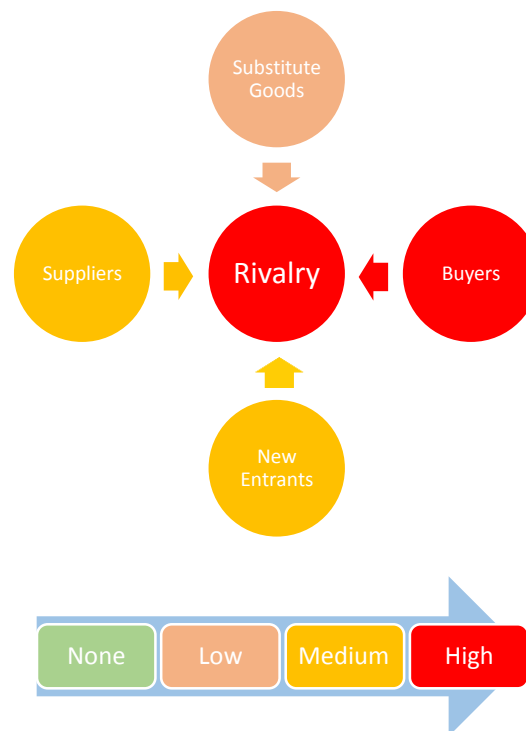 Substitute
Goods
Suppliers
Rivalry
Buyers
New
Entrants
None
Low
Medium
High